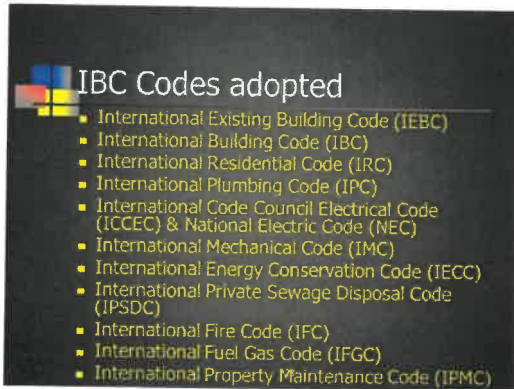 IBC Codes adopted
International Existing Building Code (IEBC)
International Building Code (IBC)
International Residential Code (IRC)
International Plumbing Code (IPC)
International Code Council Electrical Code
(ICCEC) & National Electric Code (NEC)
International Mechanical Code (IMC)
International Energy Conservation Code (IECC)
International Private Sewage Disposal Code
(IPSDC)
International Fire Code (IFC)
International Fuel Gas Code (IFGC)
International Property Maintenance Code (IPMC)